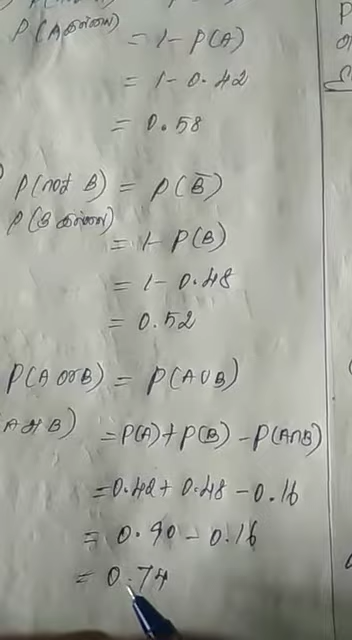 P(A அல்ல) = 1 - P(A)
= 1 - 0.42
= 0.58
P(not B) = P(B̅)
P(B அல்ல)
= 1 - P(B)
= 1 - 0.48
= 0.52
P(A or B) = P(A∪B)
= P(A) + P(B) - P(A∩B)
= 0.42 + 0.48 - 0.16
= 0.90 - 0.16
= 0.74